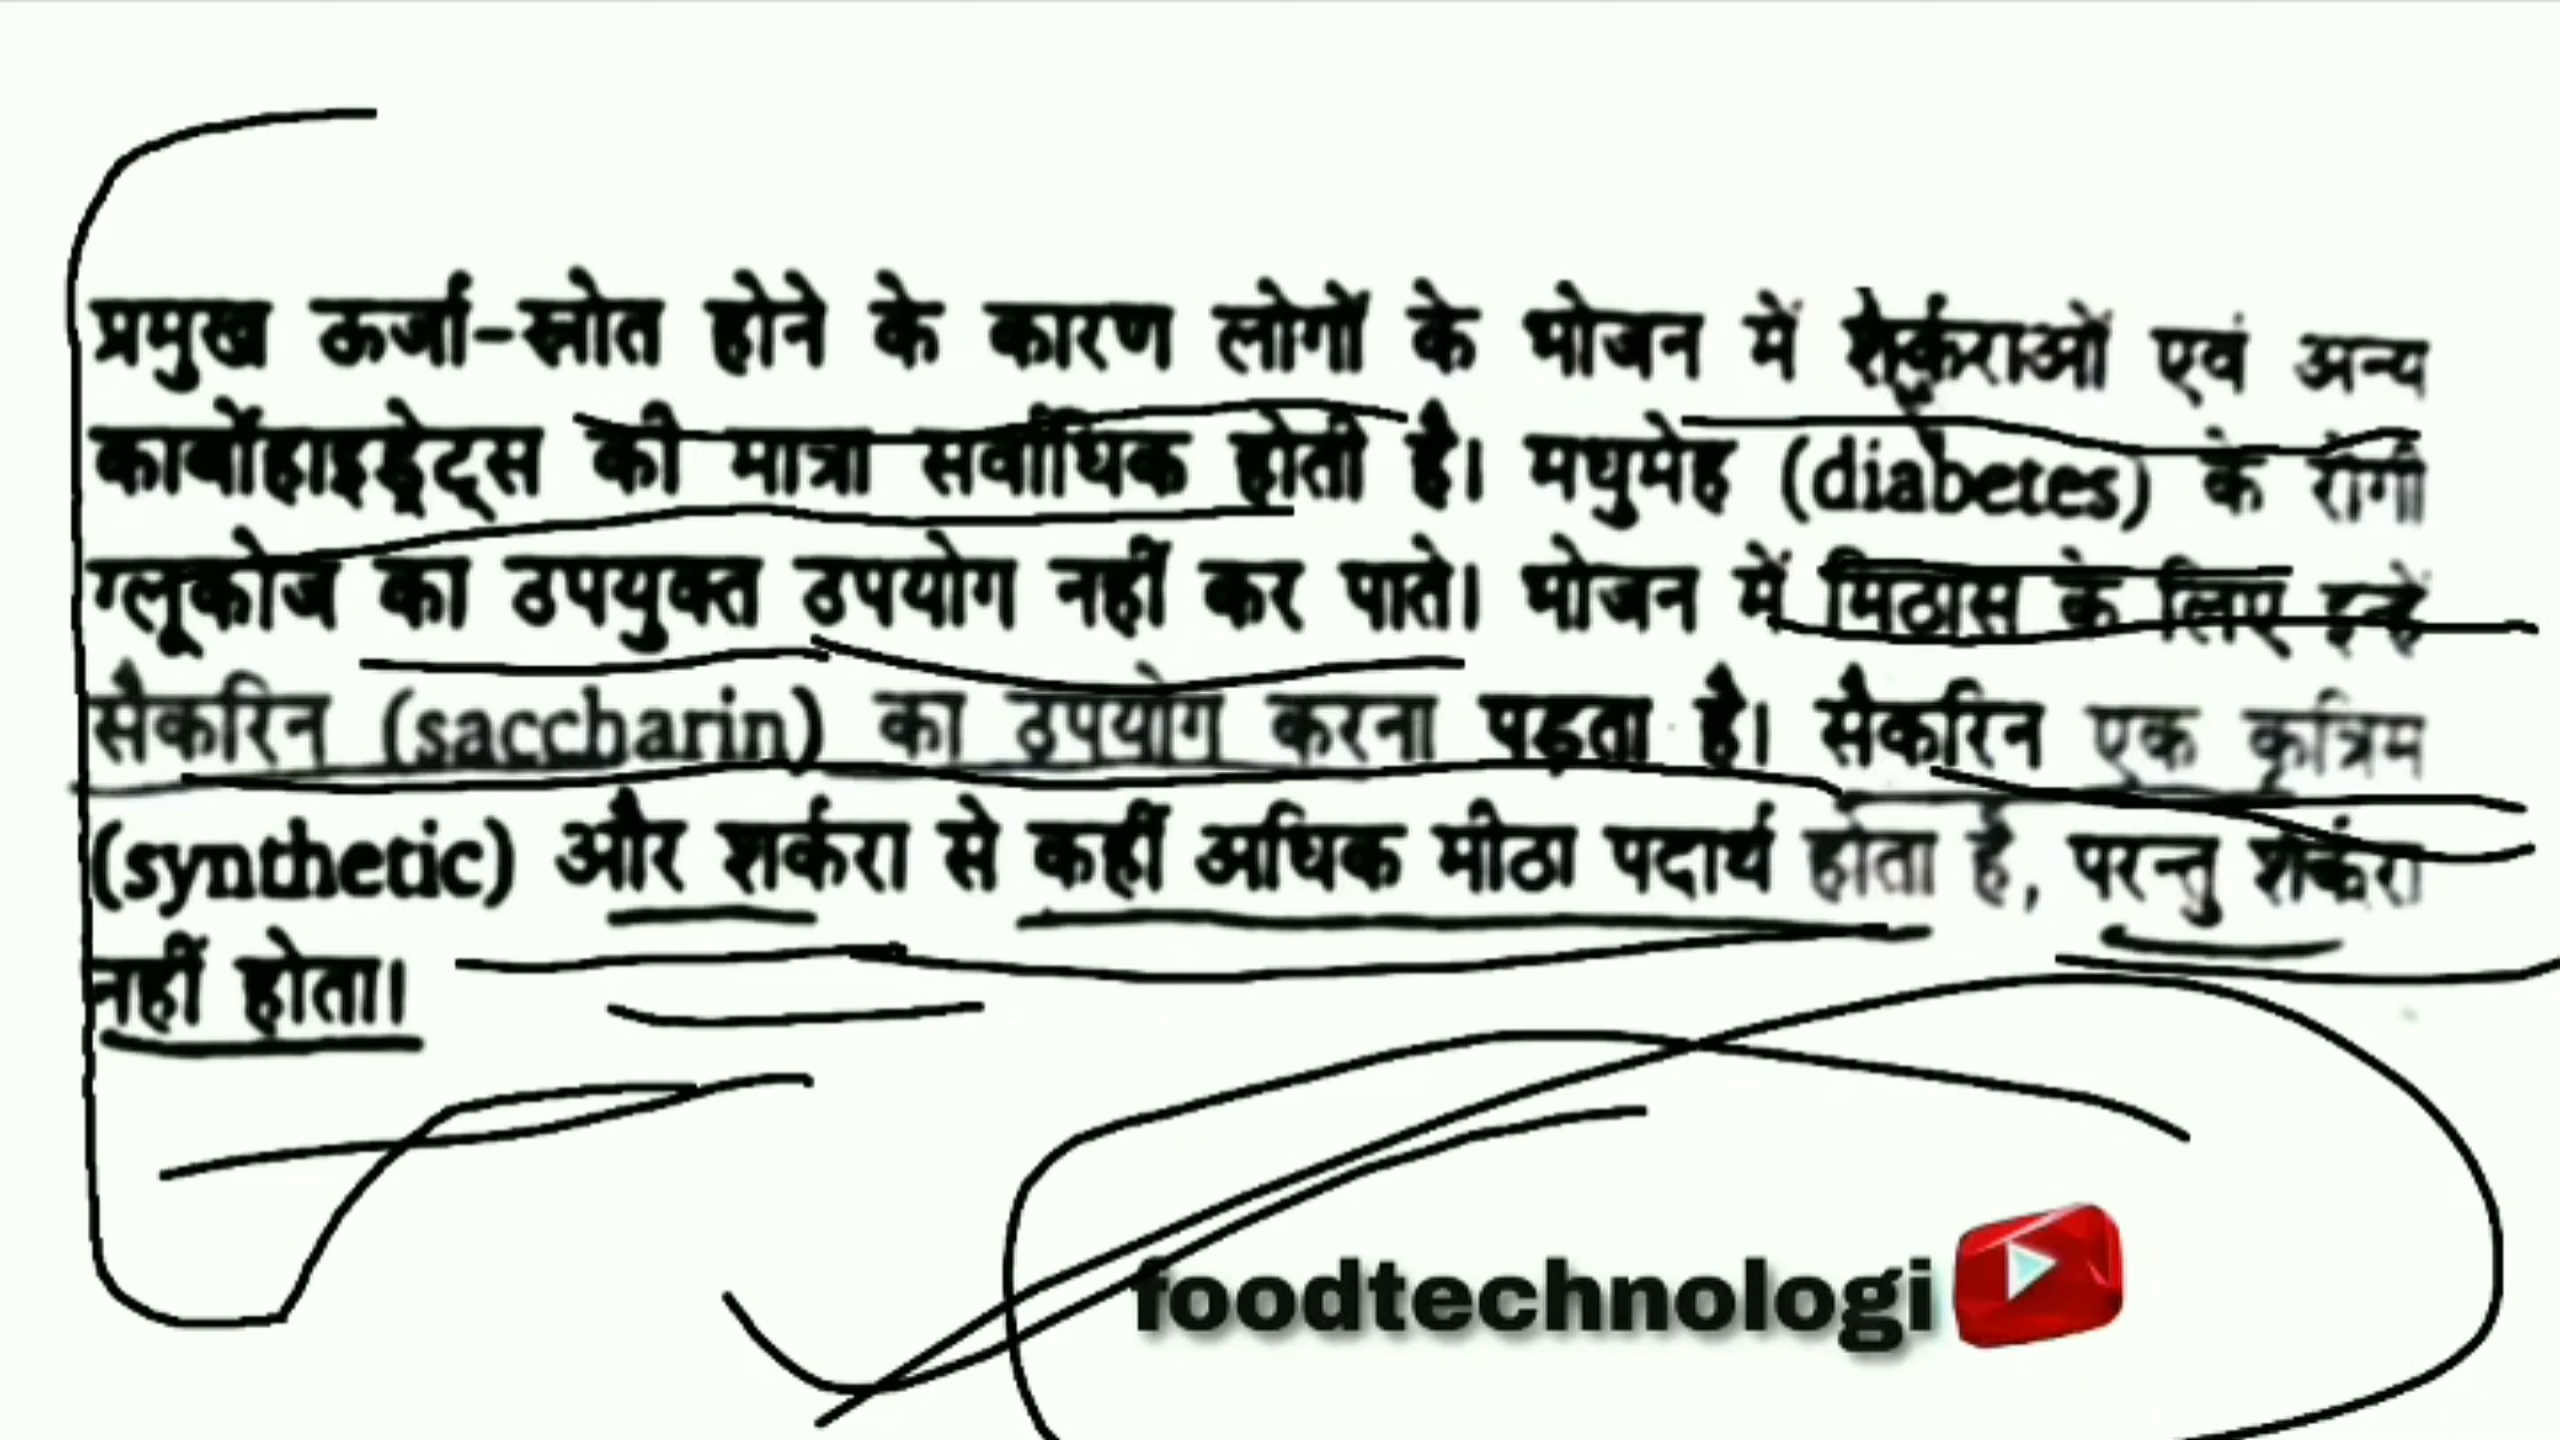 प्रमुख ऊर्जा-स्रोत होने के कारण लोगों के भोजन में शर्कराओं एवं अन्य
कार्बोहाइड्रेट्स की मात्रा सर्वाधिक होती है। मधुमेह (diabetes) के रोगी
ग्लूकोज का उपयुक्त उपयोग नहीं कर पाते। भोजन में मिठास के लिए इन्हें
सैकरिन (saccharin) का उपयोग करना पड़ता है। सैकरिन एक कृत्रिम
(synthetic) और शर्करा से कहीं अधिक मीठा पदार्थ होता है, परन्तु शर्करा
नहीं होता।
foodtechnologi